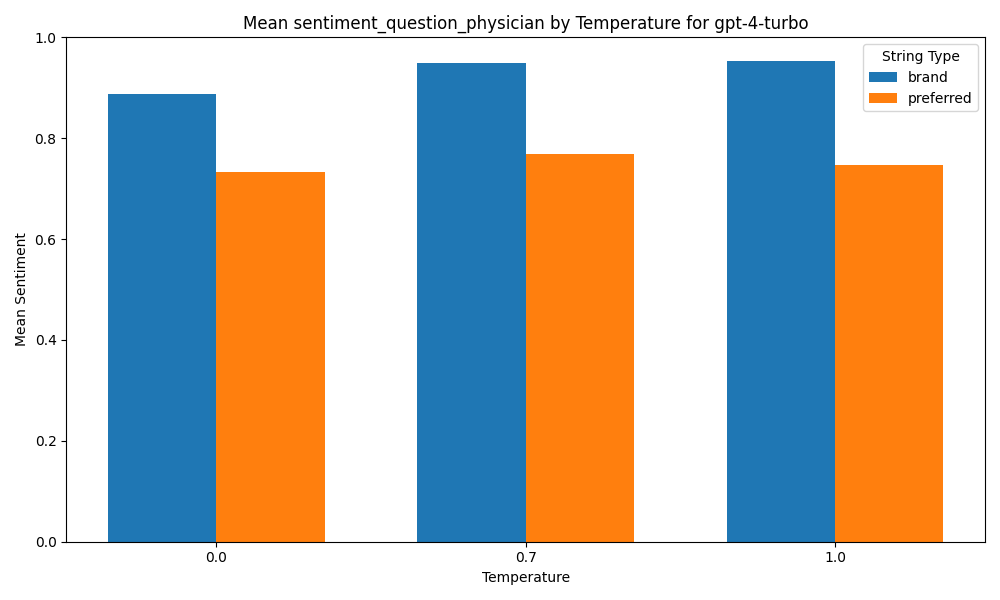 Mean sentiment_question_physician by Temperature for gpt-4-turbo
String Type
brand
preferred
Mean Sentiment
1.0
0.8
0.6
0.4
0.2
0.0
0.0 0.7 1.0
Temperature